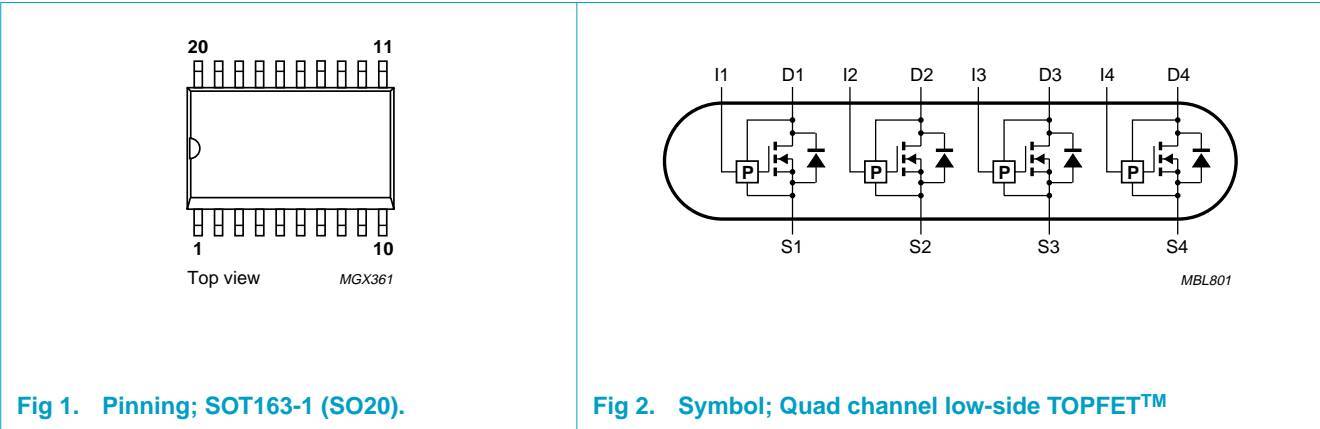 20 11
1 10
Top view MGX361
Fig 1. Pinning; SOT163-1 (SO20).
I1 D1 I2 D2 I3 D3 I4 D4
P P P P
S1 S2 S3 S4
MBL801
Fig 2. Symbol; Quad channel low-side TOPFETTM